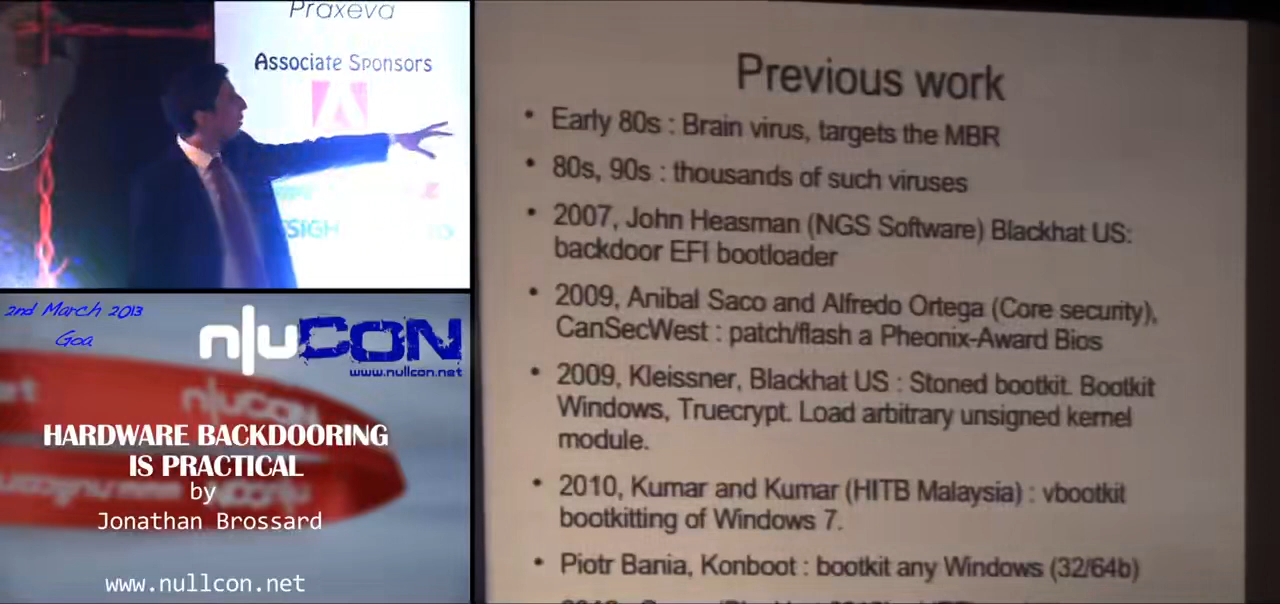 Praxeva
Associate Sponsors
SIGH
2nd March 2013
Goa
n|u CON
www.nullcon.net
HARDWARE BACKDOORING
IS PRACTICAL
by
Jonathan Brossard
www.nullcon.net
Previous work
• Early 80s : Brain virus, targets the MBR
• 80s, 90s : thousands of such viruses
• 2007, John Heasman (NGS Software) Blackhat US:
backdoor EFI bootloader
• 2009, Anibal Saco and Alfredo Ortega (Core security),
CanSecWest : patch/flash a Pheonix-Award Bios
• 2009, Kleissner, Blackhat US : Stoned bootkit. Bootkit
Windows, Truecrypt. Load arbitrary unsigned kernel
module.
• 2010, Kumar and Kumar (HITB Malaysia) : vbootkit
bootkitting of Windows 7.
• Piotr Bania, Konboot : bootkit any Windows (32/64b)